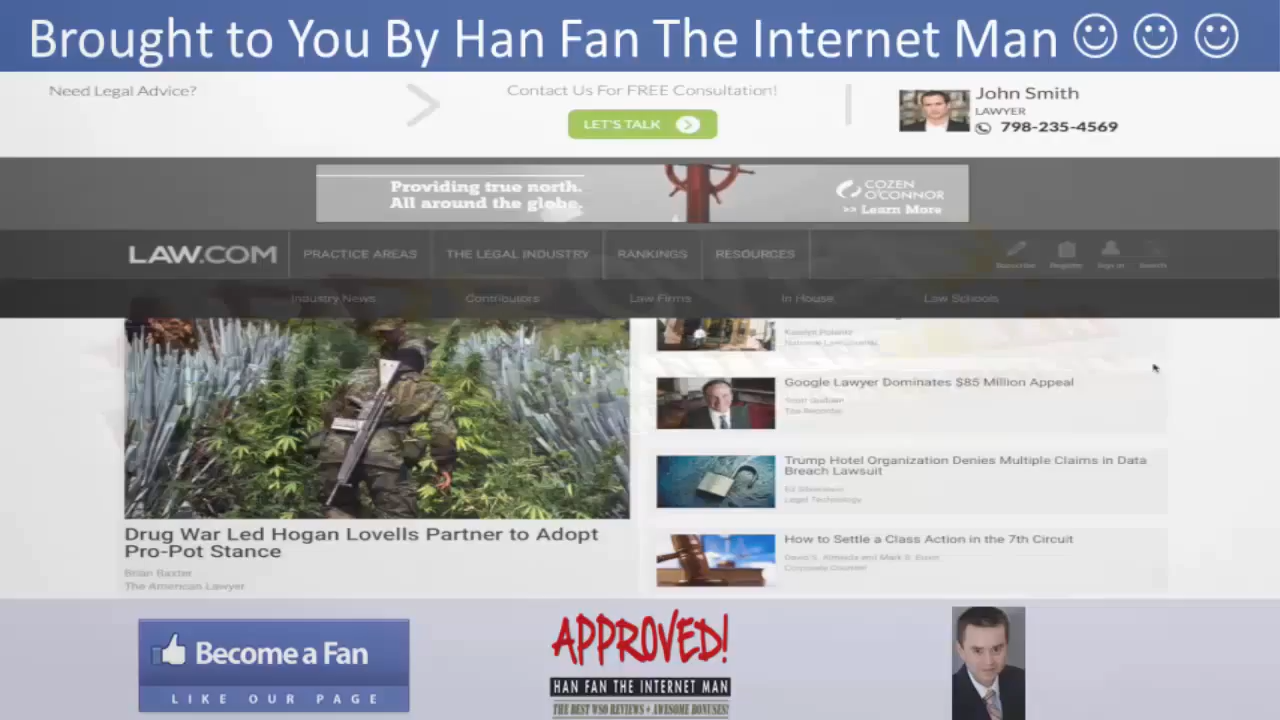 Brought to You By Han Fan The Internet Man
Need Legal Advice?
Contact Us For FREE Consultation!
LET'S TALK
John Smith
LAWYER
798-235-4569
Providing true north.
All around the globe.
COZEN
O'CONNOR
>> Learn More
LAW.COM
PRACTICE AREAS
THE LEGAL INDUSTRY
RANKINGS
RESOURCES
Subscribe
Register
Sign In
Search
Industry News
Contributors
Law Firms
In House
Law Schools
Drug War Led Hogan Lovells Partner to Adopt
Pro-Pot Stance
Brian Baxter
The American Lawyer
Google Lawyer Dominates $85 Million Appeal
Trump Hotel Organization Denies Multiple Claims in Data
Breach Lawsuit
Legal Technology
How to Settle a Class Action in the 7th Circuit
Corporate Counsel
Become a Fan
LIKE OUR PAGE
APPROVED!
HAN FAN THE INTERNET MAN
THE BEST WSO REVIEWS + AWESOME BONUSES!